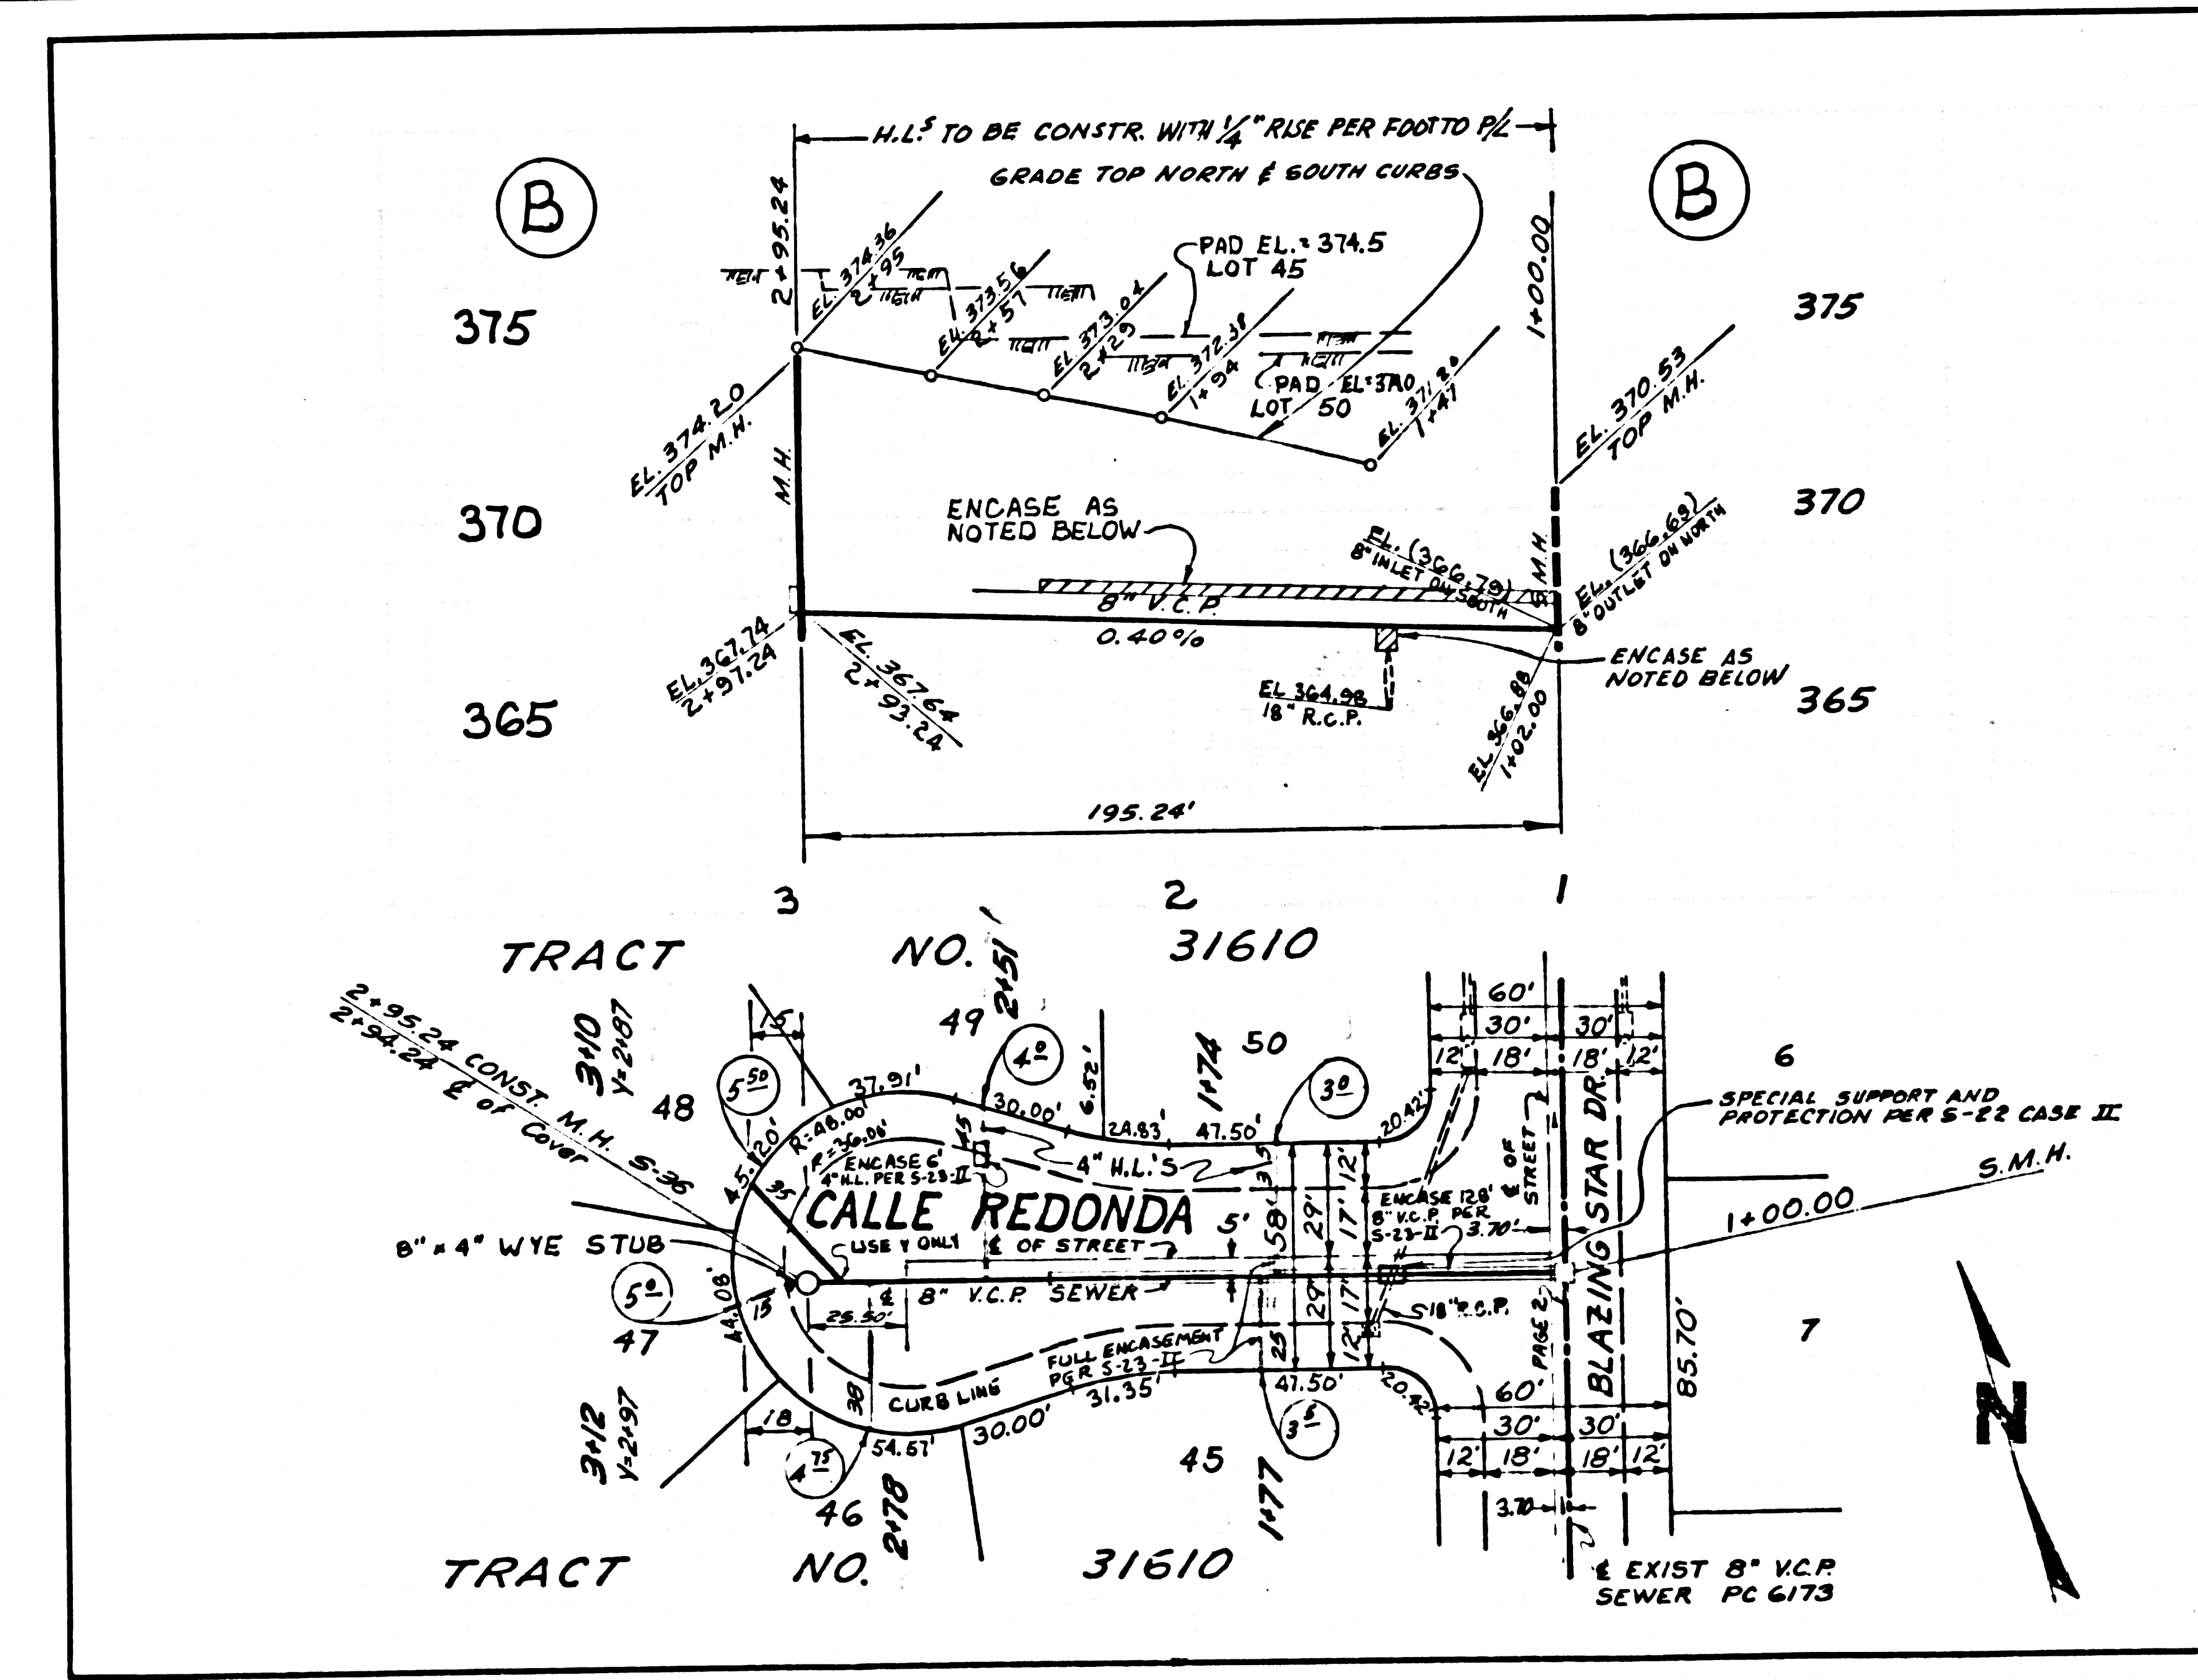 H.L.S TO BE CONSTR. WITH 1/4" RISE PER FOOT TO P/L
GRADE TOP NORTH & SOUTH CURBS
B
B
2+95.24
1+00.00
EL. 374.36
2+95
EL. 373.56
2+57
EL. 373.04
2+29
EL. 372.38
1+94
EL. 371.20
1+47
PAD EL.= 374.5
LOT 45
PAD EL=
LOT 50
375
375
370
370
365
365
EL. 374.20
TOP M.H.
EL. 370.53
TOP M.H.
M.H.
M.H.
ENCASE AS
NOTED BELOW
EL. (366.79)
8" INLET ON SOUTH
EL. (366.69)
8" OUTLET ON NORTH
8" V.C.P.
0.40%
EL. 367.74
2+97.24
EL. 367.64
2+93.24
EL 364.98
18" R.C.P.
EL 366.88
1+02.00
ENCASE AS
NOTED BELOW
195.24'
3
2
1
TRACT NO. 31610
2+95.24 CONST. M.H. S-36
2+94.24 ℄ of Cover
3+10
Y=2+87
48
15
5 50
49
2+51
4 0
6.52'
1+74
50
3 0
60'
30' 30'
12' 18' 18' 12'
6
SPECIAL SUPPORT AND
PROTECTION PER S-22 CASE II
S.M.H.
1+00.00
37.91'
30.00'
24.83'
47.50'
20.42'
45.20'
R=48.00'
R=36.00'
45
ENCASE 6'
4" H.L. PER S-23-II
4" H.L.'S
35
35
CALLE REDONDA
5'
58'
29'
17'
12'
ENCASE 128'
8" V.C.P. PER
S-23-II
3.70'
℄ OF
STREET
BLAZING STAR DR.
8" x 4" WYE STUB
USE Y ONLY
℄ OF STREET
5 0
47
44.08'
15
℄ 8" V.C.P. SEWER
25.50'
29'
17'
12'
25
18" R.C.P.
PAGE 2
85.70'
7
FULL ENCASEMENT
PER S-23-II
38
CURB LINE
31.35'
47.50'
20.42'
3+12
Y=2+97
18
4 75
54.57'
30.00'
46
2+78
45
1+77
3 5
60'
30' 30'
12' 18' 18' 12'
3.70
N
TRACT NO. 31610
℄ EXIST 8" V.C.P.
SEWER PC 6173